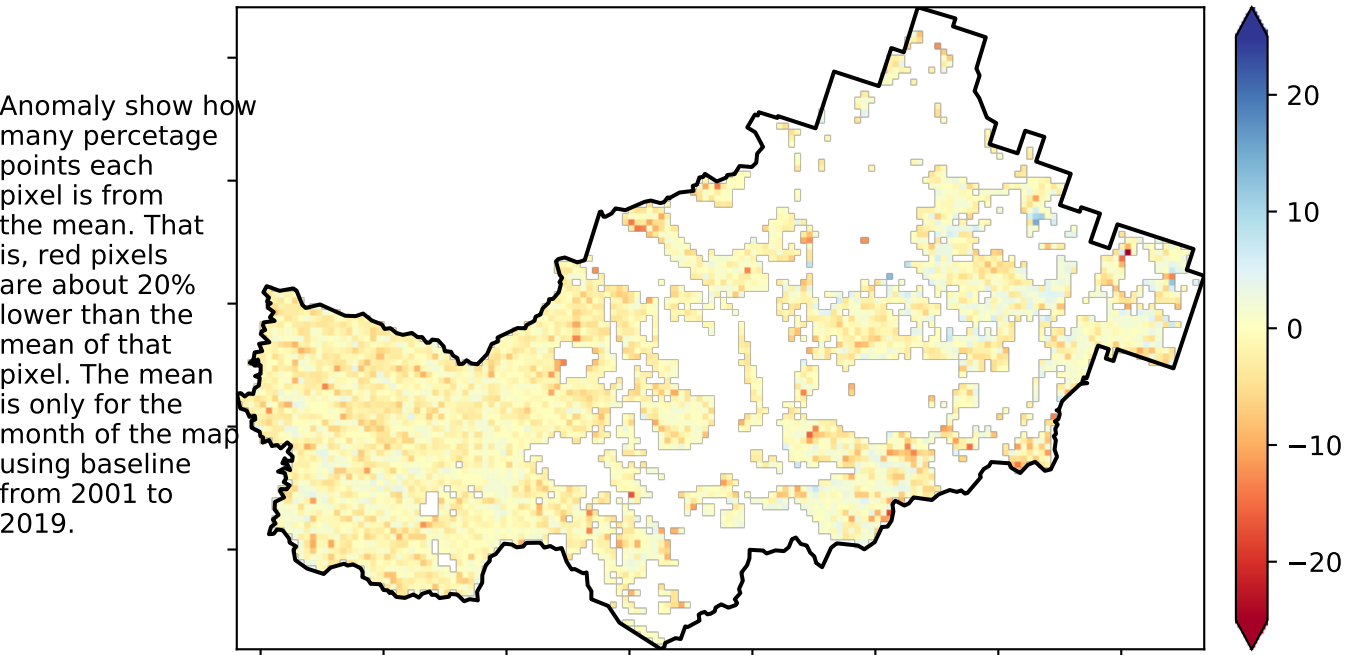 Anomaly show how
many percetage
points each
pixel is from
the mean. That
is, red pixels
are about 20%
lower than the
mean of that
pixel. The mean
is only for the
month of the map
using baseline
from 2001 to
2019.
20
10
0
−10
−20